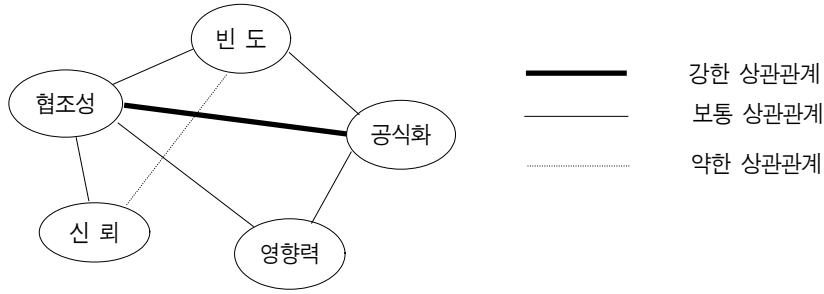 빈 도
협조성
공식화
신 뢰
영향력
강한 상관관계
보통 상관관계
약한 상관관계